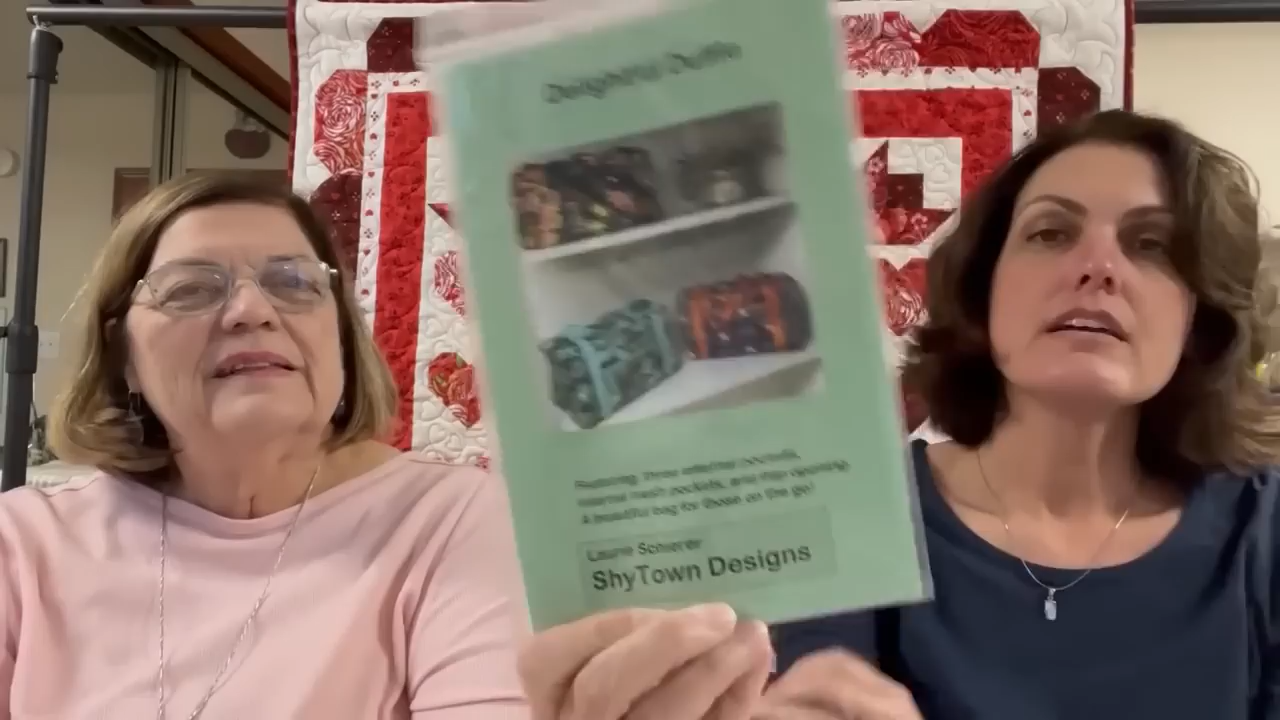 Delightful Duffle
Featuring three exterior pockets,
internal mesh pockets, and wide opening.
A beautiful bag for those on the go!
Laurie Schierer
ShyTown Designs